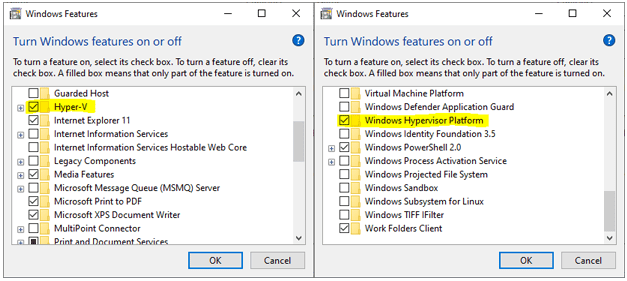 Windows Features
Turn Windows features on or off
To turn a feature on, select its check box. To turn a feature off, clear its
check box. A filled box means that only part of the feature is turned on.
Guarded Host
Hyper-V
Internet Explorer 11
Internet Information Services
Internet Information Services Hostable Web Core
Legacy Components
Media Features
Microsoft Message Queue (MSMQ) Server
Microsoft Print to PDF
Microsoft XPS Document Writer
MultiPoint Connector
Print and Document Services
OK
Cancel
Windows Features
Turn Windows features on or off
To turn a feature on, select its check box. To turn a feature off, clear its
check box. A filled box means that only part of the feature is turned on.
Virtual Machine Platform
Windows Defender Application Guard
Windows Hypervisor Platform
Windows Identity Foundation 3.5
Windows PowerShell 2.0
Windows Process Activation Service
Windows Projected File System
Windows Sandbox
Windows Subsystem for Linux
Windows TIFF IFilter
Work Folders Client
OK
Cancel